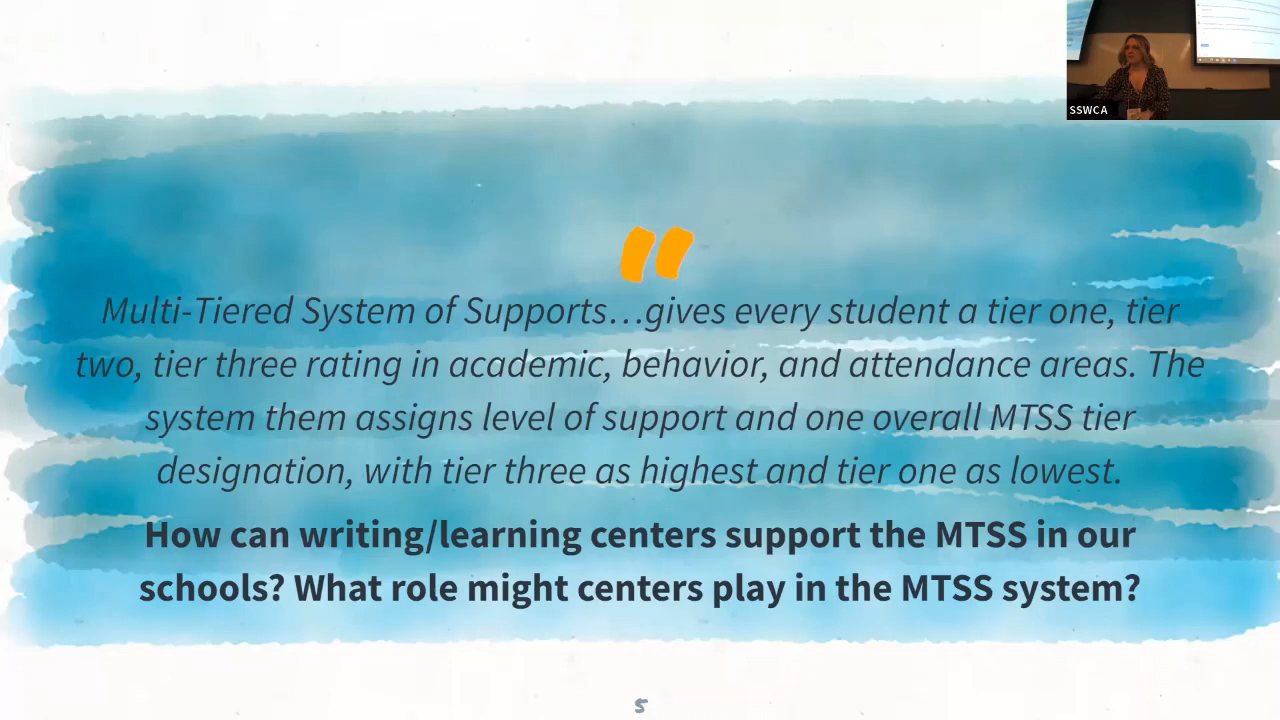 SSWCA
"
Multi-Tiered System of Supports…gives every student a tier one, tier
two, tier three rating in academic, behavior, and attendance areas. The
system them assigns level of support and one overall MTSS tier
designation, with tier three as highest and tier one as lowest.
How can writing/learning centers support the MTSS in our
schools? What role might centers play in the MTSS system?
5